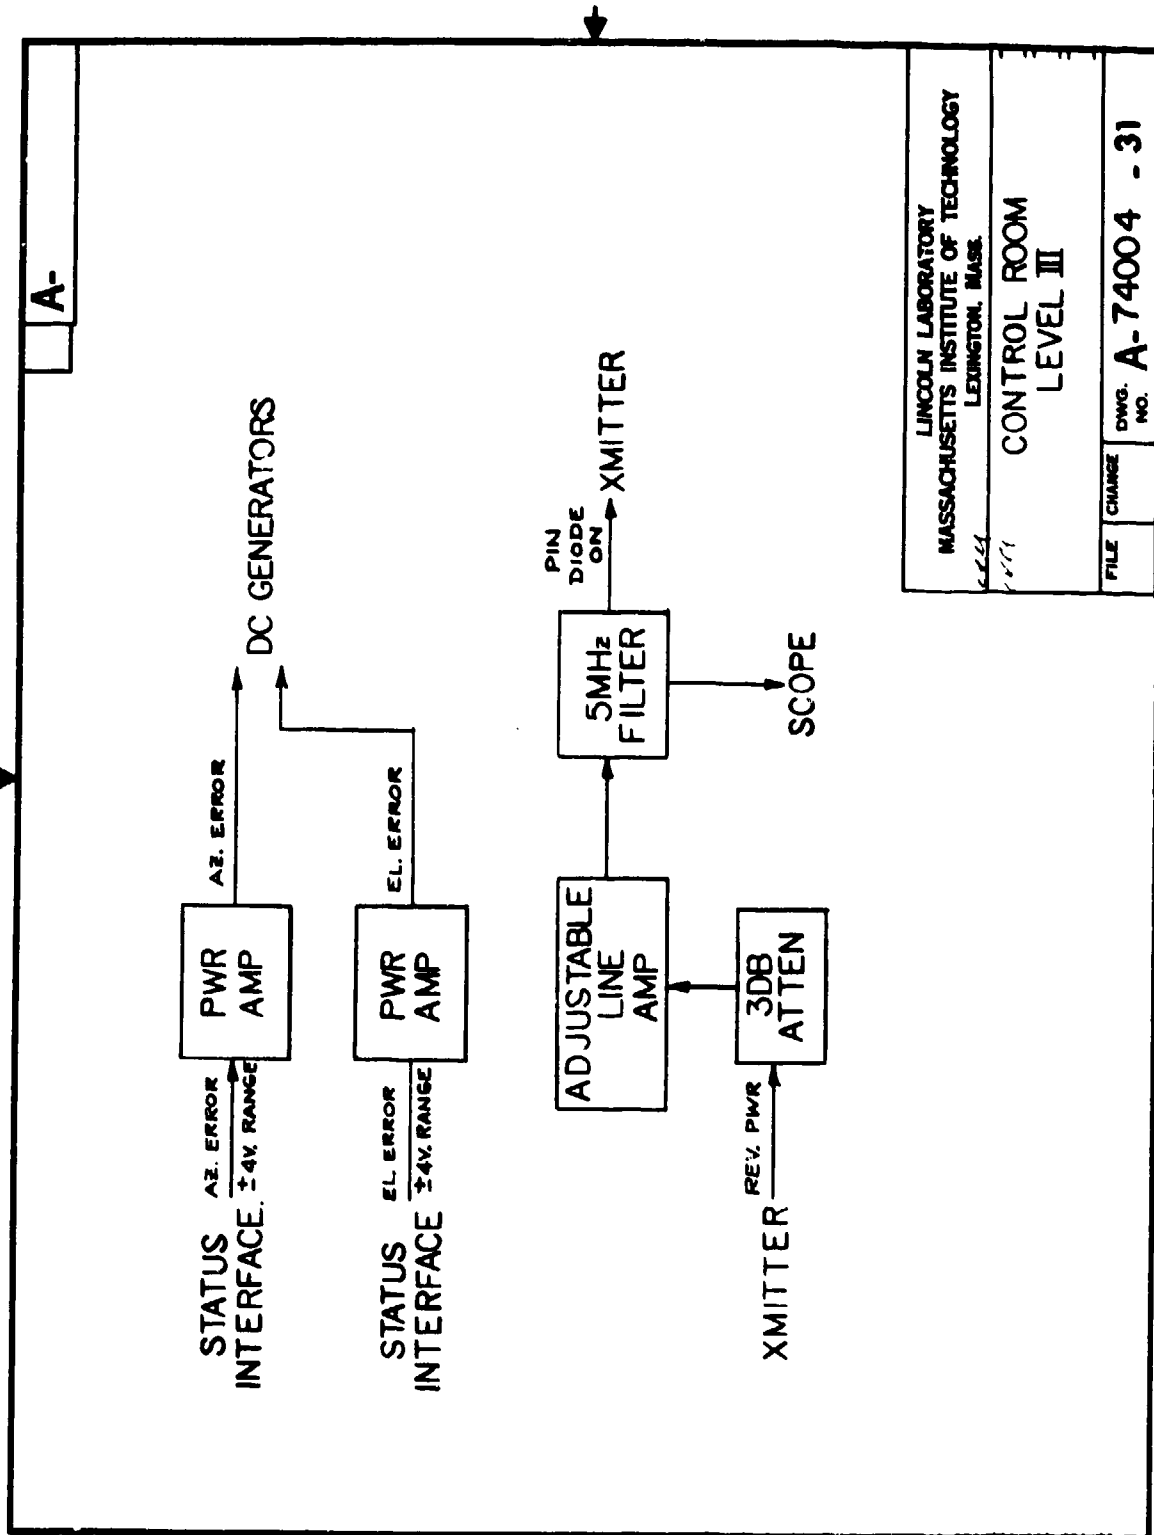 A-
STATUS
INTERFACE.
AZ. ERROR
±4V. RANGE
PWR
AMP
AZ. ERROR
DC GENERATORS
STATUS
INTERFACE
EL. ERROR
±4V. RANGE
PWR
AMP
EL. ERROR
ADJUSTABLE
LINE
AMP
5MHz
FILTER
PIN
DIODE
ON
XMITTER
XMITTER
REV. PWR
3DB
ATTEN
SCOPE
LINCOLN LABORATORY
MASSACHUSETTS INSTITUTE OF TECHNOLOGY
LEXINGTON, MASS.
CONTROL ROOM
LEVEL III
FILE
CHANGE
DWG.
NO.
A-74004 - 31